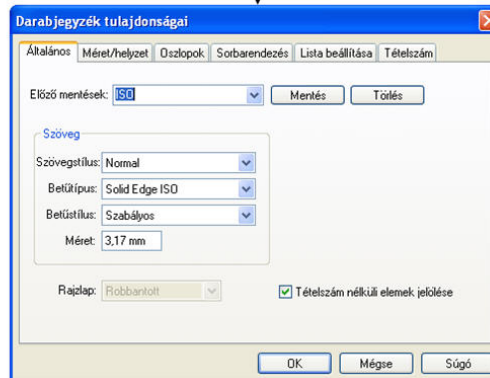 Darabjegyzék tulajdonságai
Általános Méret/helyzet Oszlopok Sorbarendezés Lista beállítása Tételszám
Előző mentések: ISO Mentés Törlés
Szöveg
Szövegstílus: Normal
Betűtípus: Solid Edge ISO
Betűstílus: Szabályos
Méret: 3,17 mm
Rajzlap: Robbantott Tételszám nélküli elemek jelölése
OK Mégse Súgó